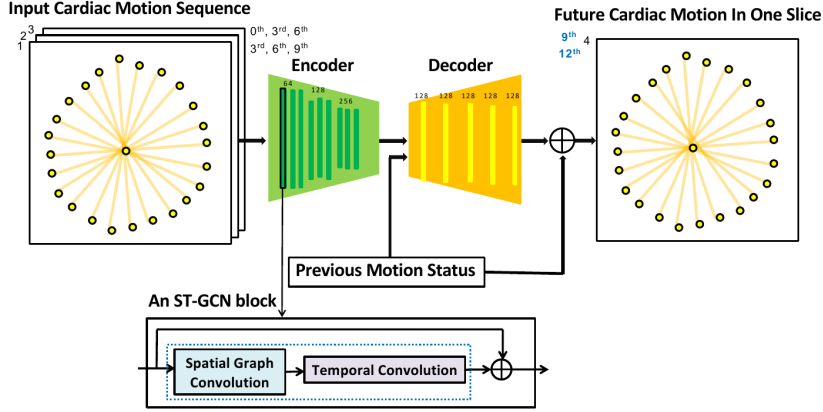 Input Cardiac Motion Sequence
Future Cardiac Motion In One Slice
1 2 3
0th, 3rd, 6th
3rd, 6th, 9th
9th
12th
4
Encoder
Decoder
64
128
256
128 128 128 128 128
Previous Motion Status
An ST-GCN block
Spatial Graph
Convolution
Temporal Convolution